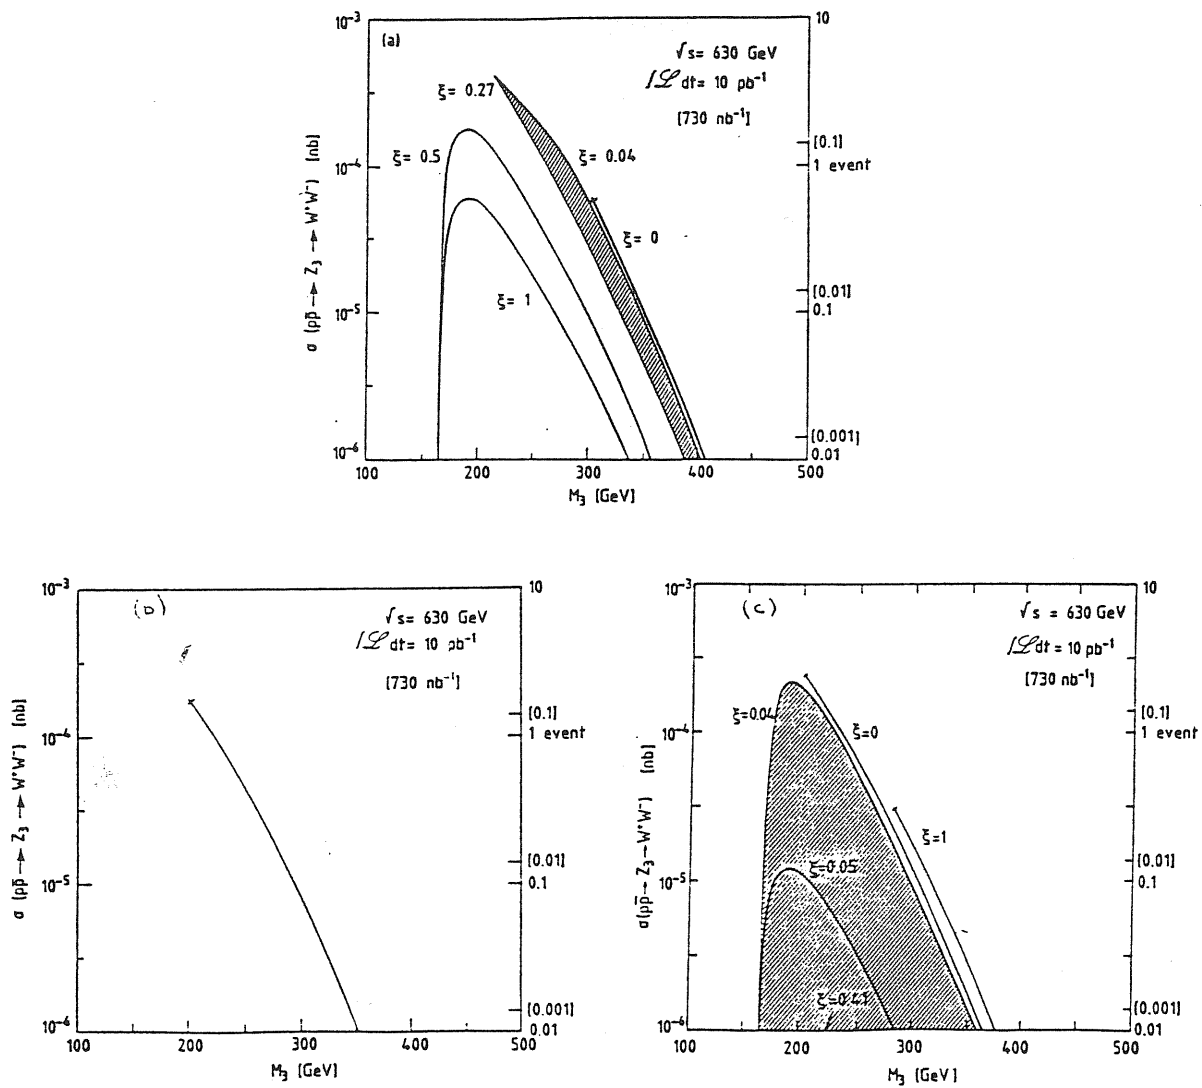 10⁻³
10
(a)
√s = 630 GeV
∫ℒ dt = 10 pb⁻¹
[730 nb⁻¹]
ξ = 0.27
[0.1]
1 event
10⁻⁴
ξ = 0.5
ξ = 0.04
ξ = 0
[0.01]
0.1
10⁻⁵
ξ = 1
[0.001]
0.01
10⁻⁶
100 200 300 400 500
M₃ [GeV]
σ (pp̄ → Z₃ → W⁺W⁻) [nb]
10⁻³
10
(b)
√s = 630 GeV
∫ℒ dt = 10 pb⁻¹
[730 nb⁻¹]
[0.1]
1 event
10⁻⁴
[0.01]
0.1
10⁻⁵
[0.001]
0.01
10⁻⁶
100 200 300 400 500
M₃ [GeV]
σ (pp̄ → Z₃ → W⁺W⁻) [nb]
10⁻³
10
(c)
√s = 630 GeV
∫ℒ dt = 10 pb⁻¹
[730 nb⁻¹]
ξ=0.04
[0.1]
1 event
10⁻⁴
ξ=0
ξ=1
ξ=0.05
[0.01]
0.1
10⁻⁵
ξ=0.41
[0.001]
0.01
10⁻⁶
100 200 300 400 500
M₃ [GeV]
σ(pp̄ → Z₃ → W⁺W⁻) [nb]